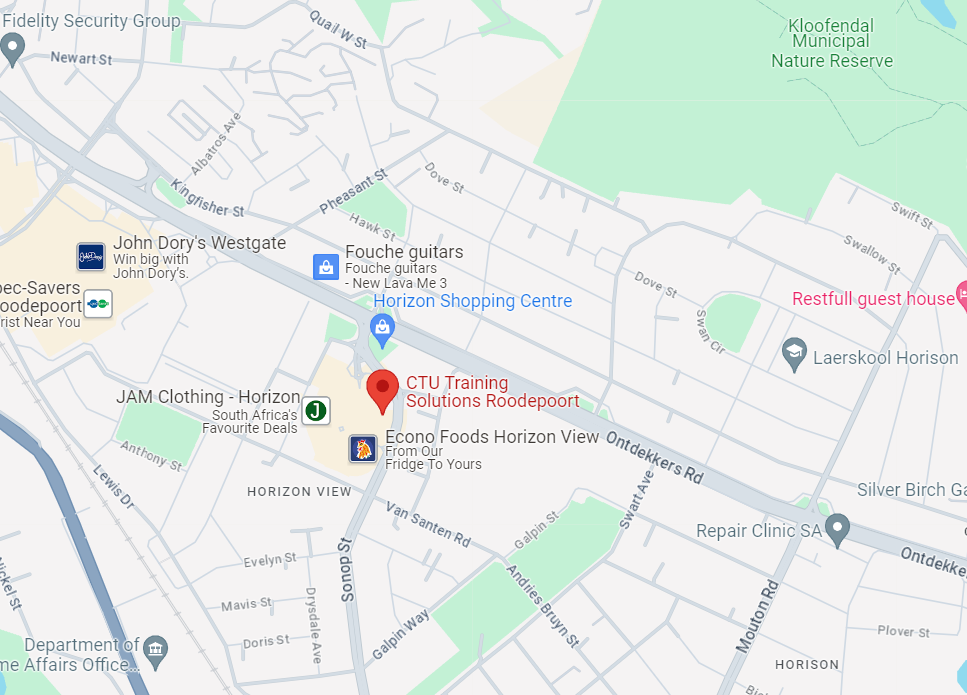 Fidelity Security Group
Quail W St
Kloofendal
Municipal
Nature Reserve
Newart St
Albatros Ave
Dove St
Pheasant St
Kingfisher St
Hawk St
Swift St
Swallow St
John Dory's Westgate
Win big with
John Dory's.
Fouche guitars
Fouche guitars
- New Lava Me 3
Dove St
pec-Savers
oodepoort
rist Near You
Horizon Shopping Centre
Restfull guest house
Swan Cir
Laerskool Horison
CTU Training
Solutions Roodepoort
JAM Clothing - Horizon
South Africa's
Favourite Deals
J
Econo Foods Horizon View
From Our
Fridge To Yours
Ontdekkers Rd
Anthony St
Lewis Dr
HORIZON VIEW
Swart Ave
Silver Birch Ga
Van Santen Rd
Galpin St
Repair Clinic SA
Ontdekke
Sonop St
Evelyn St
Andries Bruyn St
Nickel St
Mavis St
Drysdale Ave
Mouton Rd
Doris St
Galpin Way
Plover St
Department of
me Affairs Office...
HORISON